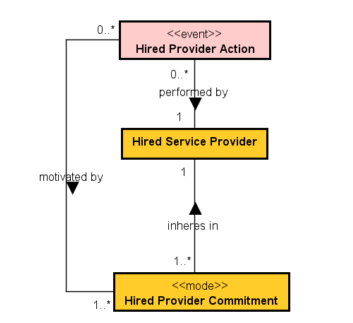 0..*
<<event>>
Hired Provider Action
0..*
performed by
1
Hired Service Provider
1
motivated by
inheres in
1..*
<<mode>>
1..*
Hired Provider Commitment